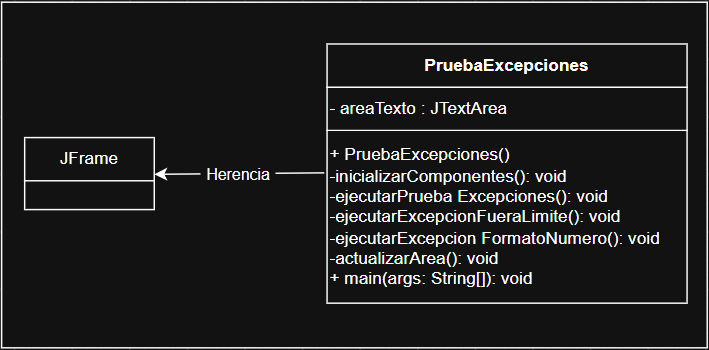 PruebaExcepciones
- areaTexto : JTextArea
JFrame
Herencia
+ PruebaExcepciones()
-inicializarComponentes(): void
-ejecutarPrueba Excepciones(): void
-ejecutarExcepcionFueraLimite(): void
-ejecutarExcepcion FormatoNumero(): void
-actualizarArea(): void
+ main(args: String[]): void